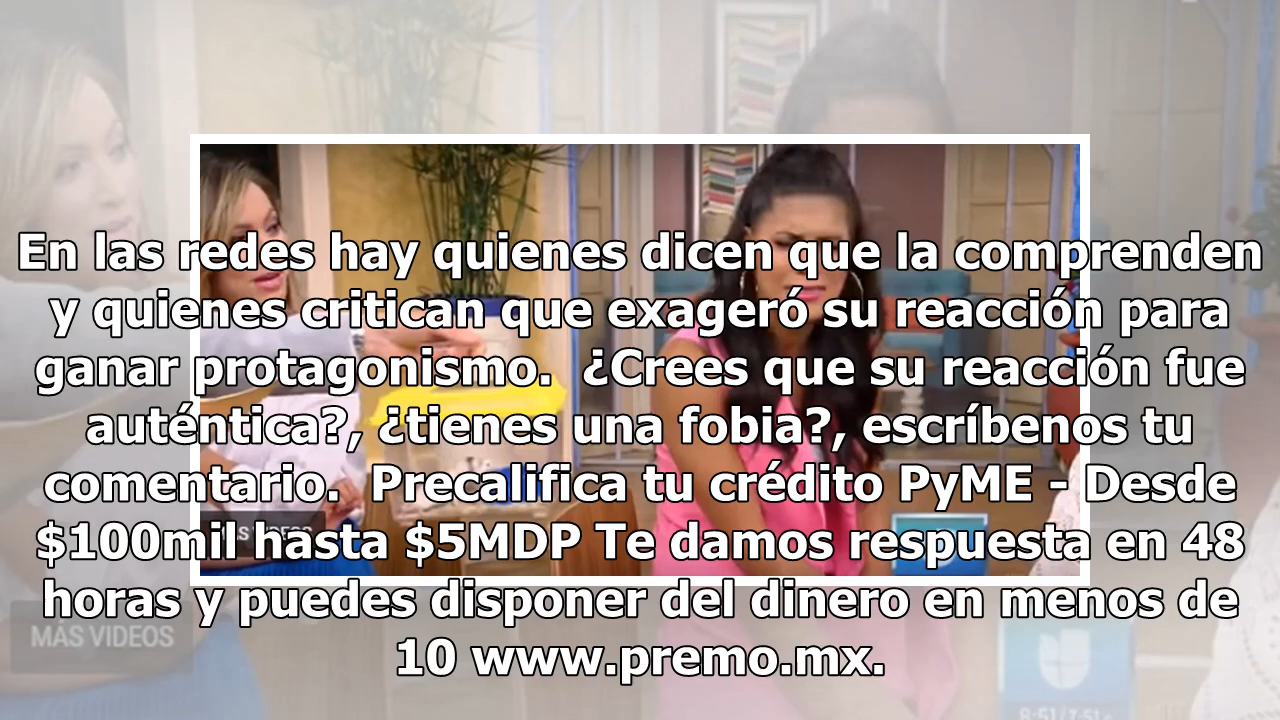 En las redes hay quienes dicen que la comprenden
y quienes critican que exageró su reacción para
ganar protagonismo.  ¿Crees que su reacción fue
auténtica?, ¿tienes una fobia?, escríbenos tu
comentario.  Precalifica tu crédito PyME - Desde
$100mil hasta $5MDP Te damos respuesta en 48
horas y puedes disponer del dinero en menos de
10 www.premo.mx.
MÁS VIDEOS